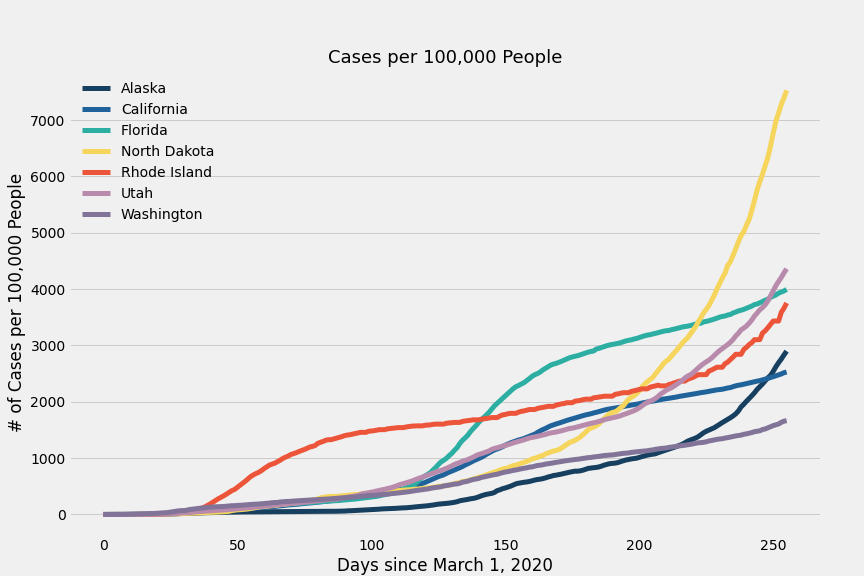 Cases per 100,000 People
Alaska
California
Florida
North Dakota
Rhode Island
Utah
Washington
7000
6000
5000
4000
3000
2000
1000
0
# of Cases per 100,000 People
0 50 100 150 200 250
Days since March 1, 2020